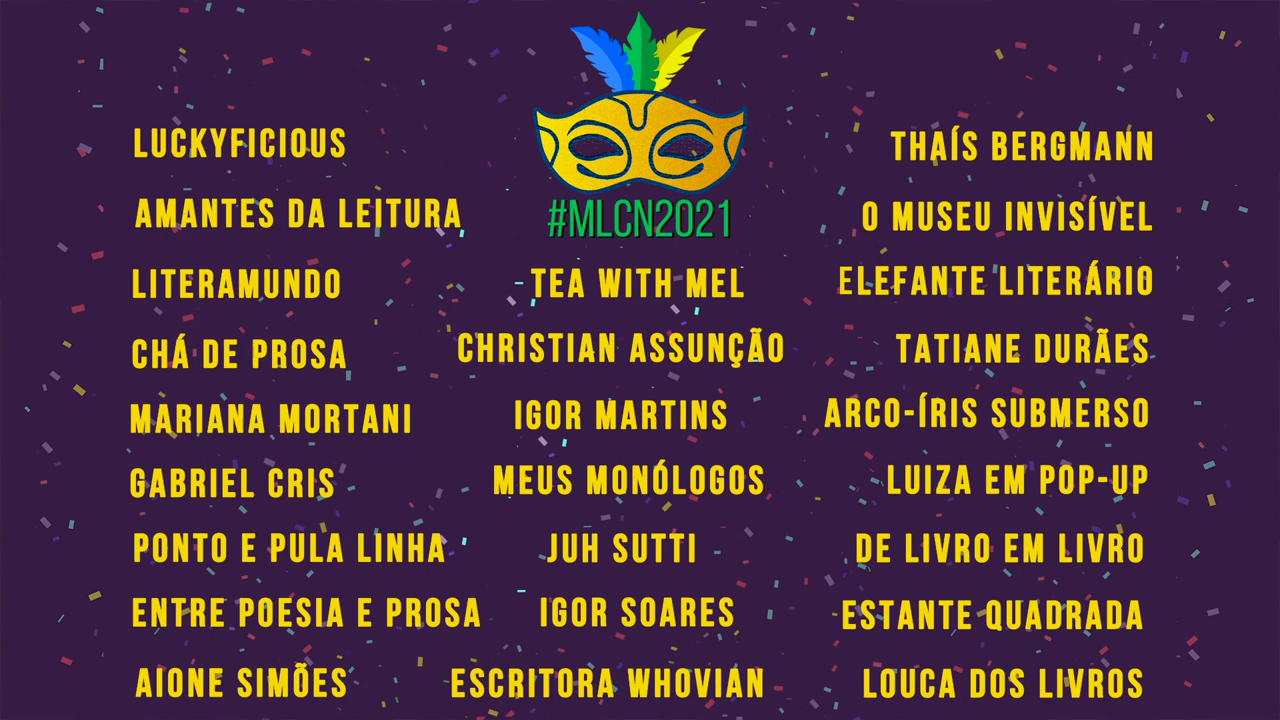 #MLCN2021
LUCKYFICIOUS
AMANTES DA LEITURA
LITERAMUNDO
CHÁ DE PROSA
MARIANA MORTANI
GABRIEL CRIS
PONTO E PULA LINHA
ENTRE POESIA E PROSA
AIONE SIMÕES
TEA WITH MEL
CHRISTIAN ASSUNÇÃO
IGOR MARTINS
MEUS MONÓLOGOS
JUH SUTTI
IGOR SOARES
ESCRITORA WHOVIAN
THAÍS BERGMANN
O MUSEU INVISÍVEL
ELEFANTE LITERÁRIO
TATIANE DURÃES
ARCO-ÍRIS SUBMERSO
LUIZA EM POP-UP
DE LIVRO EM LIVRO
ESTANTE QUADRADA
LOUCA DOS LIVROS